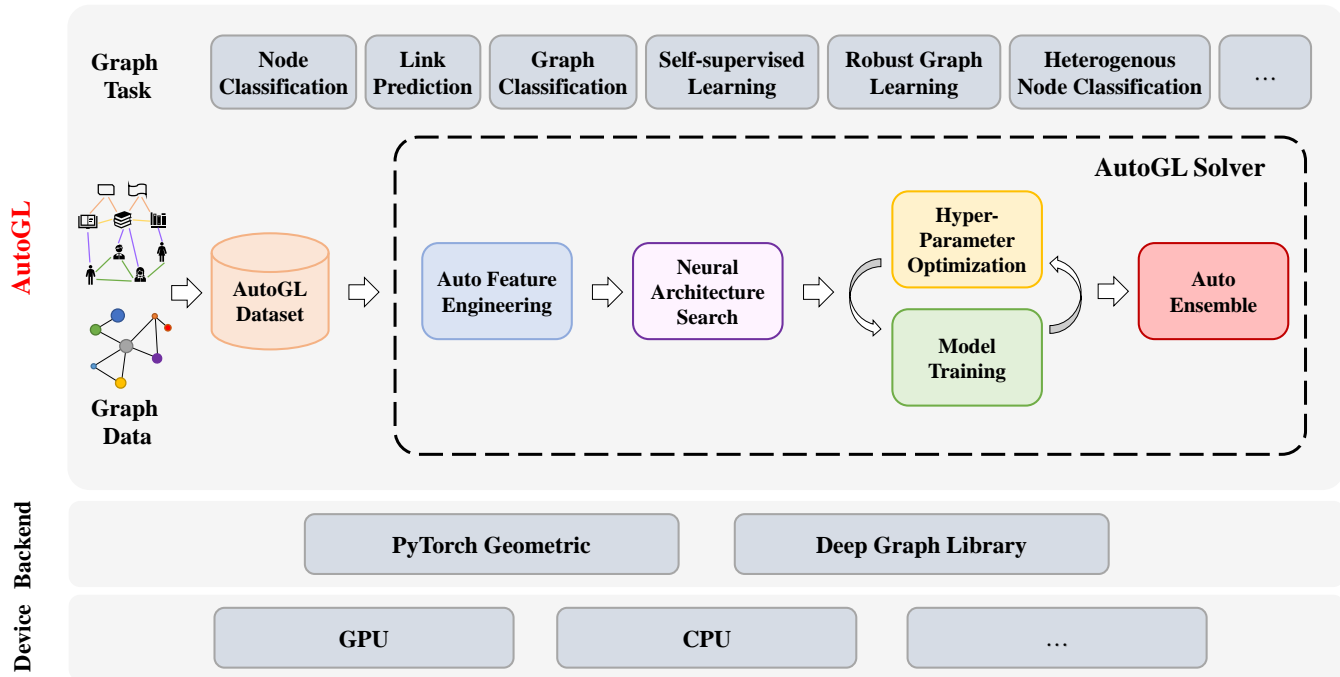 AutoGL
Graph
Task
Node
Classification
Link
Prediction
Graph
Classification
Self-supervised
Learning
Robust Graph
Learning
Heterogenous
Node Classification
…
AutoGL Solver
Graph
Data
AutoGL
Dataset
Auto Feature
Engineering
Neural
Architecture
Search
Hyper-
Parameter
Optimization
Model
Training
Auto
Ensemble
Backend
PyTorch Geometric
Deep Graph Library
Device
GPU
CPU
…